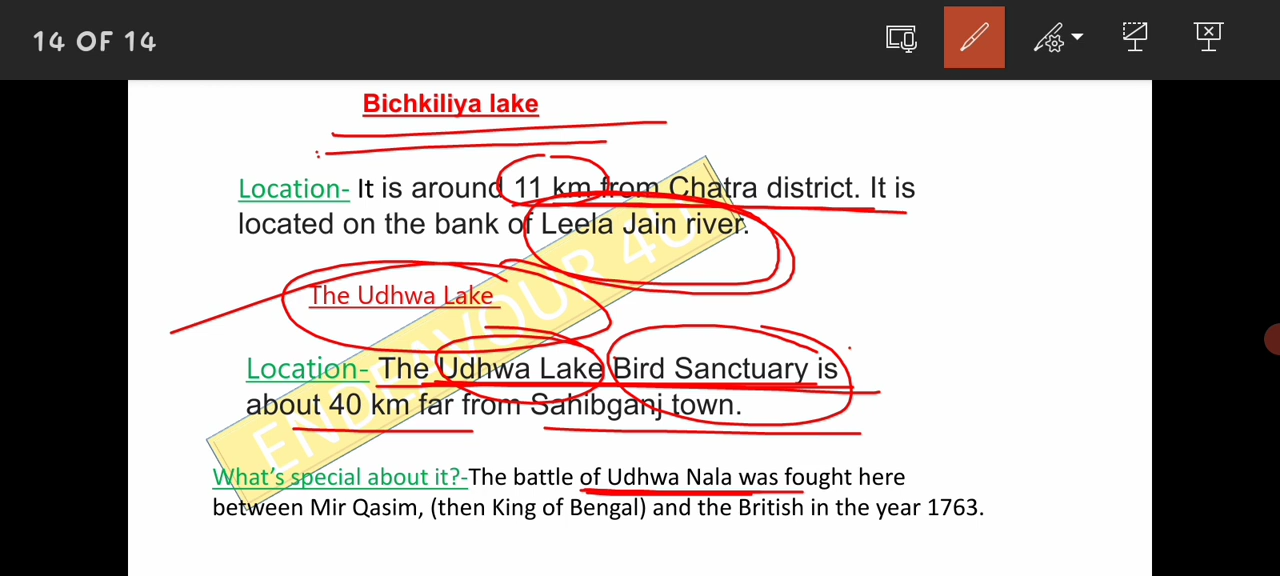 14 OF 14
Bichkiliya lake
Location- It is around 11 km from Chatra district. It is
located on the bank of Leela Jain river.
The Udhwa Lake
Location- The Udhwa Lake Bird Sanctuary is
about 40 km far from Sahibganj town.
What's special about it?-The battle of Udhwa Nala was fought here
between Mir Qasim, (then King of Bengal) and the British in the year 1763.
ENDEAVOUR 4U